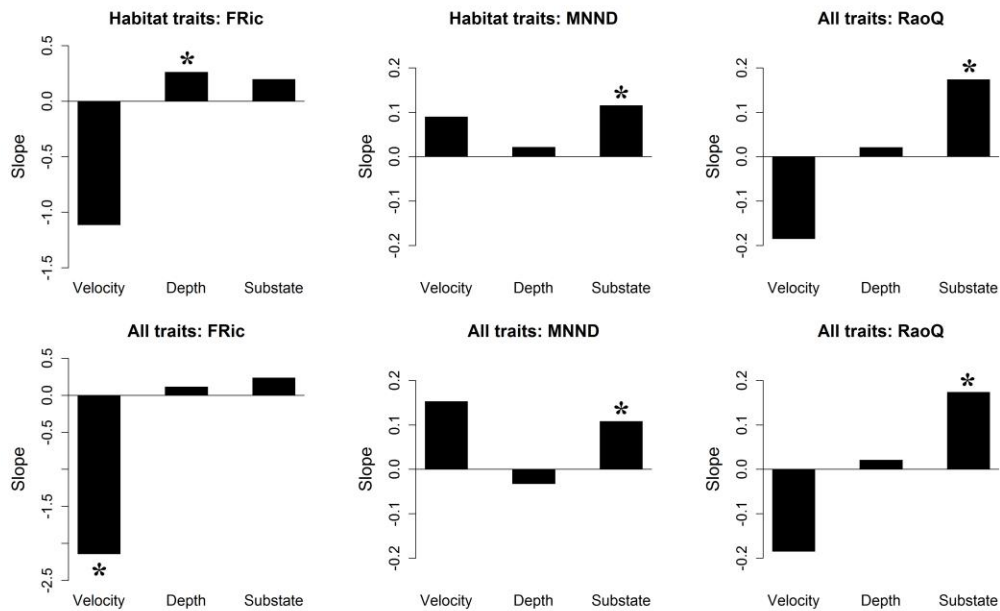 Habitat traits: FRic
Slope
0.5
0.0
-0.5
-1.0
-1.5
*
Velocity Depth Substate
Habitat traits: MNND
Slope
0.2
0.1
0.0
-0.1
-0.2
*
Velocity Depth Substate
All traits: RaoQ
Slope
0.2
0.1
0.0
-0.1
-0.2
*
Velocity Depth Substate
All traits: FRic
Slope
0.5
0.0
-1.5
-2.5
*
Velocity Depth Substate
All traits: MNND
Slope
0.2
0.1
0.0
-0.1
-0.2
*
Velocity Depth Substate
All traits: RaoQ
Slope
0.2
0.1
0.0
-0.1
-0.2
*
Velocity Depth Substate